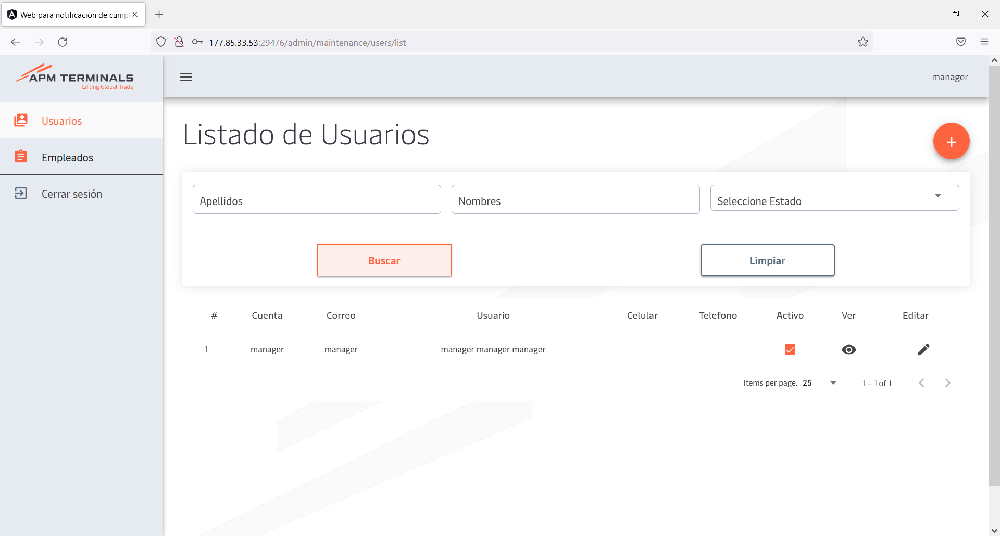 Web para notificación de cump
177.85.33.53:29476/admin/maintenance/users/list
APM TERMINALS
Lifting Global Trade
manager
Usuarios
Empleados
Cerrar sesión
Listado de Usuarios
+
Apellidos
Nombres
Seleccione Estado
Buscar
Limpiar
# Cuenta Correo Usuario Celular Telefono Activo Ver Editar
1 manager manager manager manager manager
Items per page: 25 1 – 1 of 1